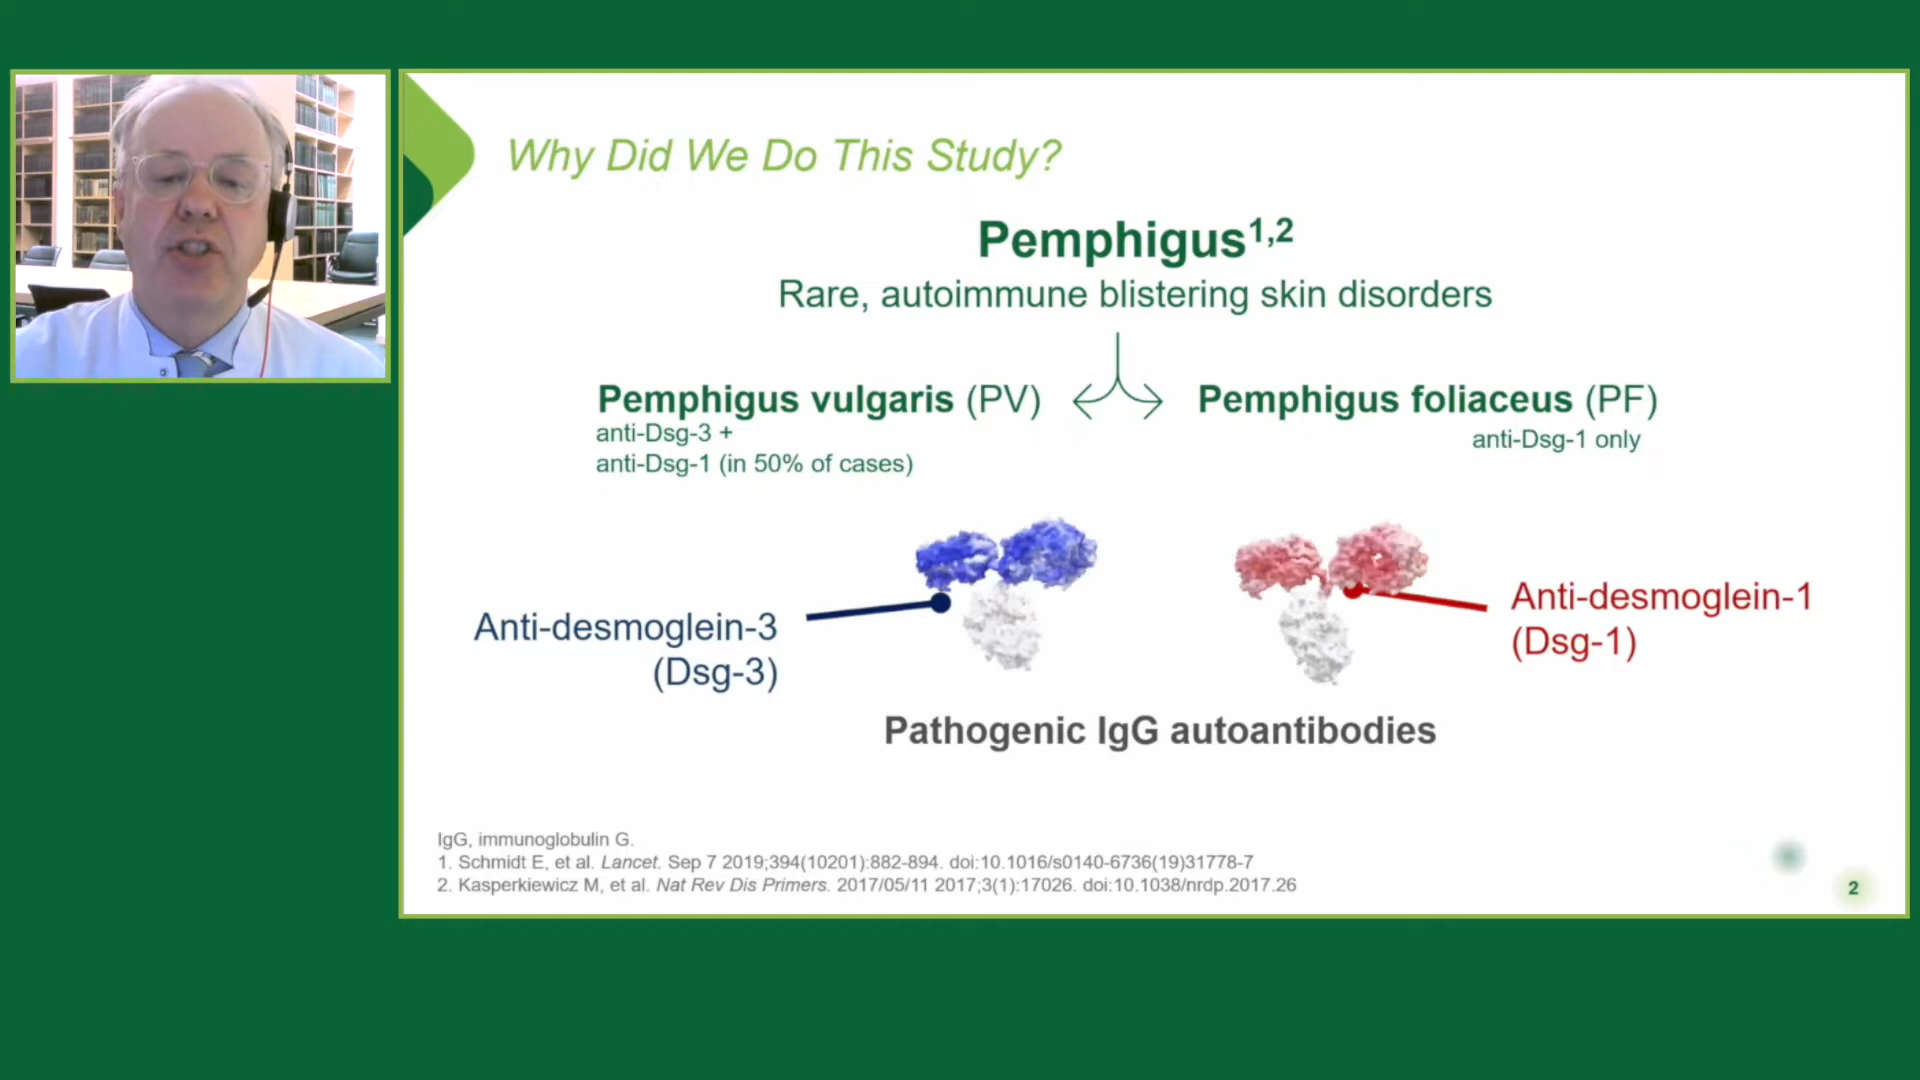 Why Did We Do This Study?
Pemphigus1,2
Rare, autoimmune blistering skin disorders
Pemphigus vulgaris (PV)
anti-Dsg-3 +
anti-Dsg-1 (in 50% of cases)
Pemphigus foliaceus (PF)
anti-Dsg-1 only
Anti-desmoglein-3
(Dsg-3)
Anti-desmoglein-1
(Dsg-1)
Pathogenic IgG autoantibodies
IgG, immunoglobulin G.
1. Schmidt E, et al. Lancet. Sep 7 2019;394(10201):882-894. doi:10.1016/s0140-6736(19)31778-7
2. Kasperkiewicz M, et al. Nat Rev Dis Primers. 2017/05/11 2017;3(1):17026. doi:10.1038/nrdp.2017.26
2